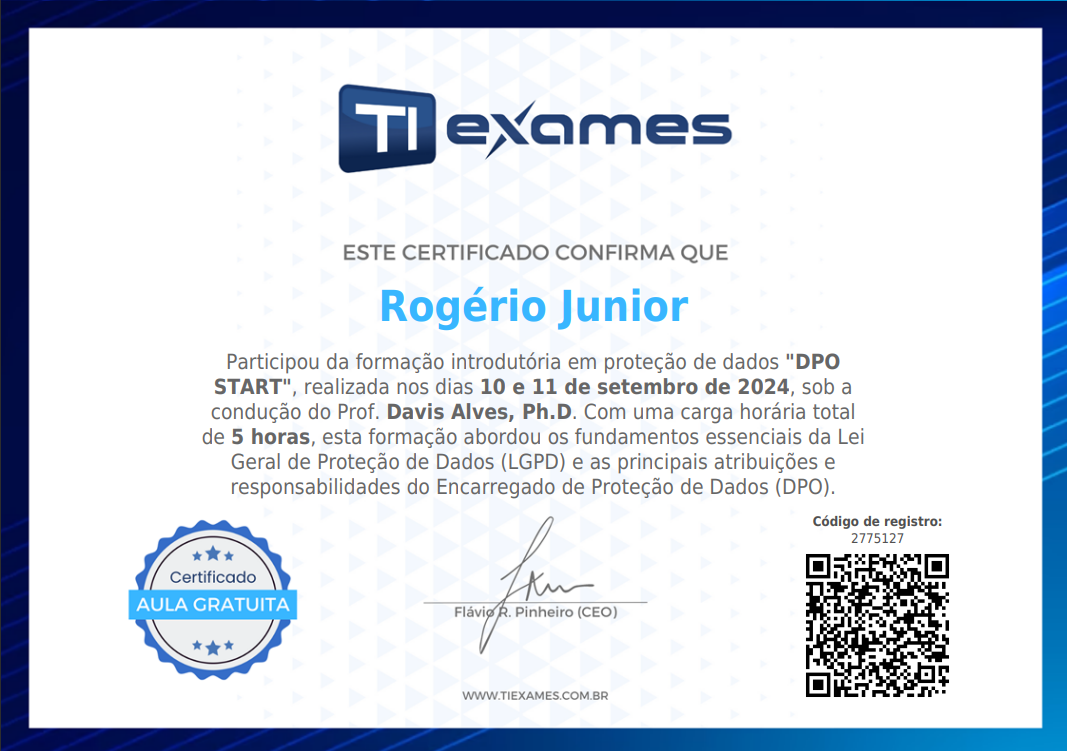 TI exames
ESTE CERTIFICADO CONFIRMA QUE
Rogério Junior
Participou da formação introdutória em proteção de dados "DPO
START", realizada nos dias 10 e 11 de setembro de 2024, sob a
condução do Prof. Davis Alves, Ph.D. Com uma carga horária total
de 5 horas, esta formação abordou os fundamentos essenciais da Lei
Geral de Proteção de Dados (LGPD) e as principais atribuições e
responsabilidades do Encarregado de Proteção de Dados (DPO).
Certificado
AULA GRATUITA
Flávio R. Pinheiro (CEO)
WWW.TIEXAMES.COM.BR
Código de registro:
2775127